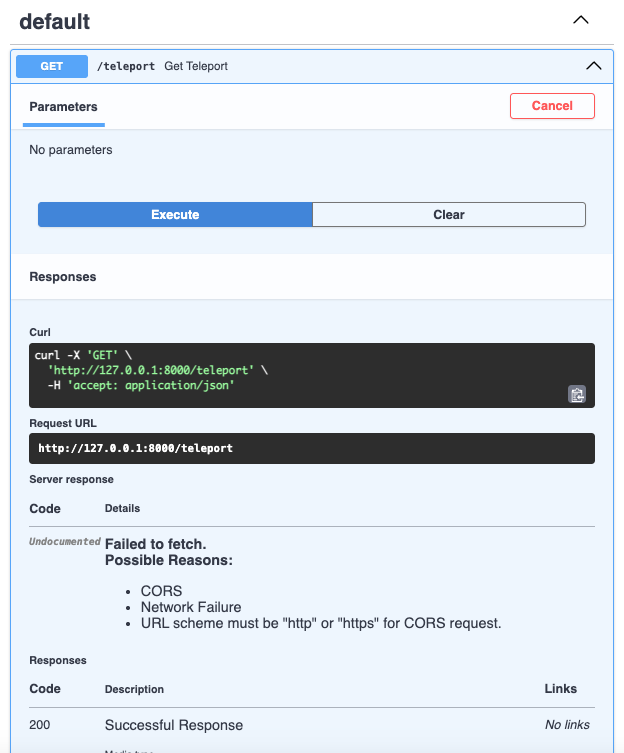 default
GET /teleport Get Teleport
Parameters Cancel
No parameters
Execute Clear
Responses
Curl
curl -X 'GET' \
'http://127.0.0.1:8000/teleport' \
-H 'accept: application/json'
Request URL
http://127.0.0.1:8000/teleport
Server response
Code Details
Undocumented Failed to fetch.
Possible Reasons:
• CORS
• Network Failure
• URL scheme must be "http" or "https" for CORS request.
Responses
Code Description Links
200 Successful Response No links